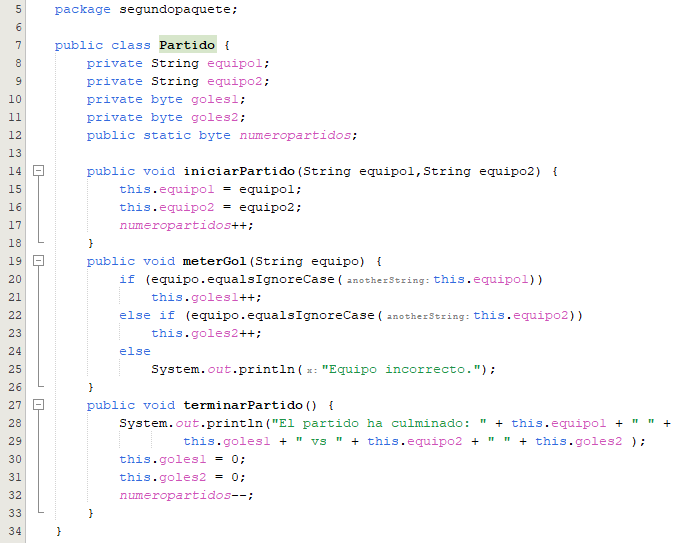 5 package segundopaquete;
6
7 public class Partido {
8 private String equipo1;
9 private String equipo2;
10 private byte goles1;
11 private byte goles2;
12 public static byte numeropartidos;
13
14 public void iniciarPartido(String equipo1,String equipo2) {
15 this.equipo1 = equipo1;
16 this.equipo2 = equipo2;
17 numeropartidos++;
18 }
19 public void meterGol(String equipo) {
20 if (equipo.equalsIgnoreCase( anotherString: this.equipo1))
21 this.goles1++;
22 else if (equipo.equalsIgnoreCase( anotherString: this.equipo2))
23 this.goles2++;
24 else
25 System.out.println( x: "Equipo incorrecto.");
26 }
27 public void terminarPartido() {
28 System.out.println("El partido ha culminado: " + this.equipo1 + " " +
29 this.goles1 + " vs " + this.equipo2 + " " + this.goles2 );
30 this.goles1 = 0;
31 this.goles2 = 0;
32 numeropartidos--;
33 }
34 }